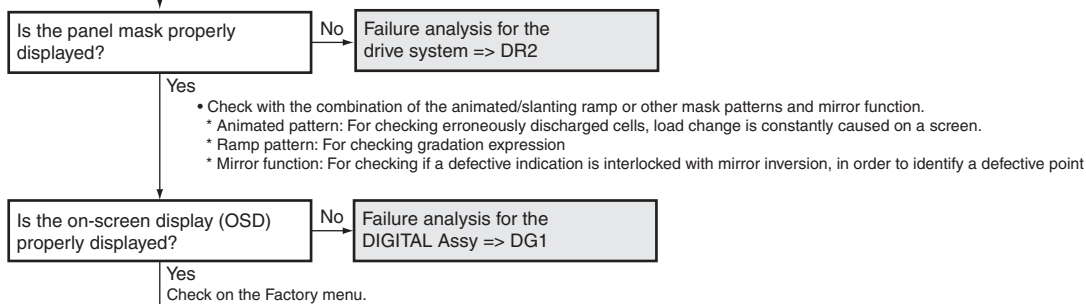 Is the panel mask properly
displayed?
No
Failure analysis for the
drive system => DR2
Yes
• Check with the combination of the animated/slanting ramp or other mask patterns and mirror function.
* Animated pattern: For checking erroneously discharged cells, load change is constantly caused on a screen.
* Ramp pattern: For checking gradation expression
* Mirror function: For checking if a defective indication is interlocked with mirror inversion, in order to identify a defective point
Is the on-screen display (OSD)
properly displayed?
No
Failure analysis for the
DIGITAL Assy => DG1
Yes
Check on the Factory menu.